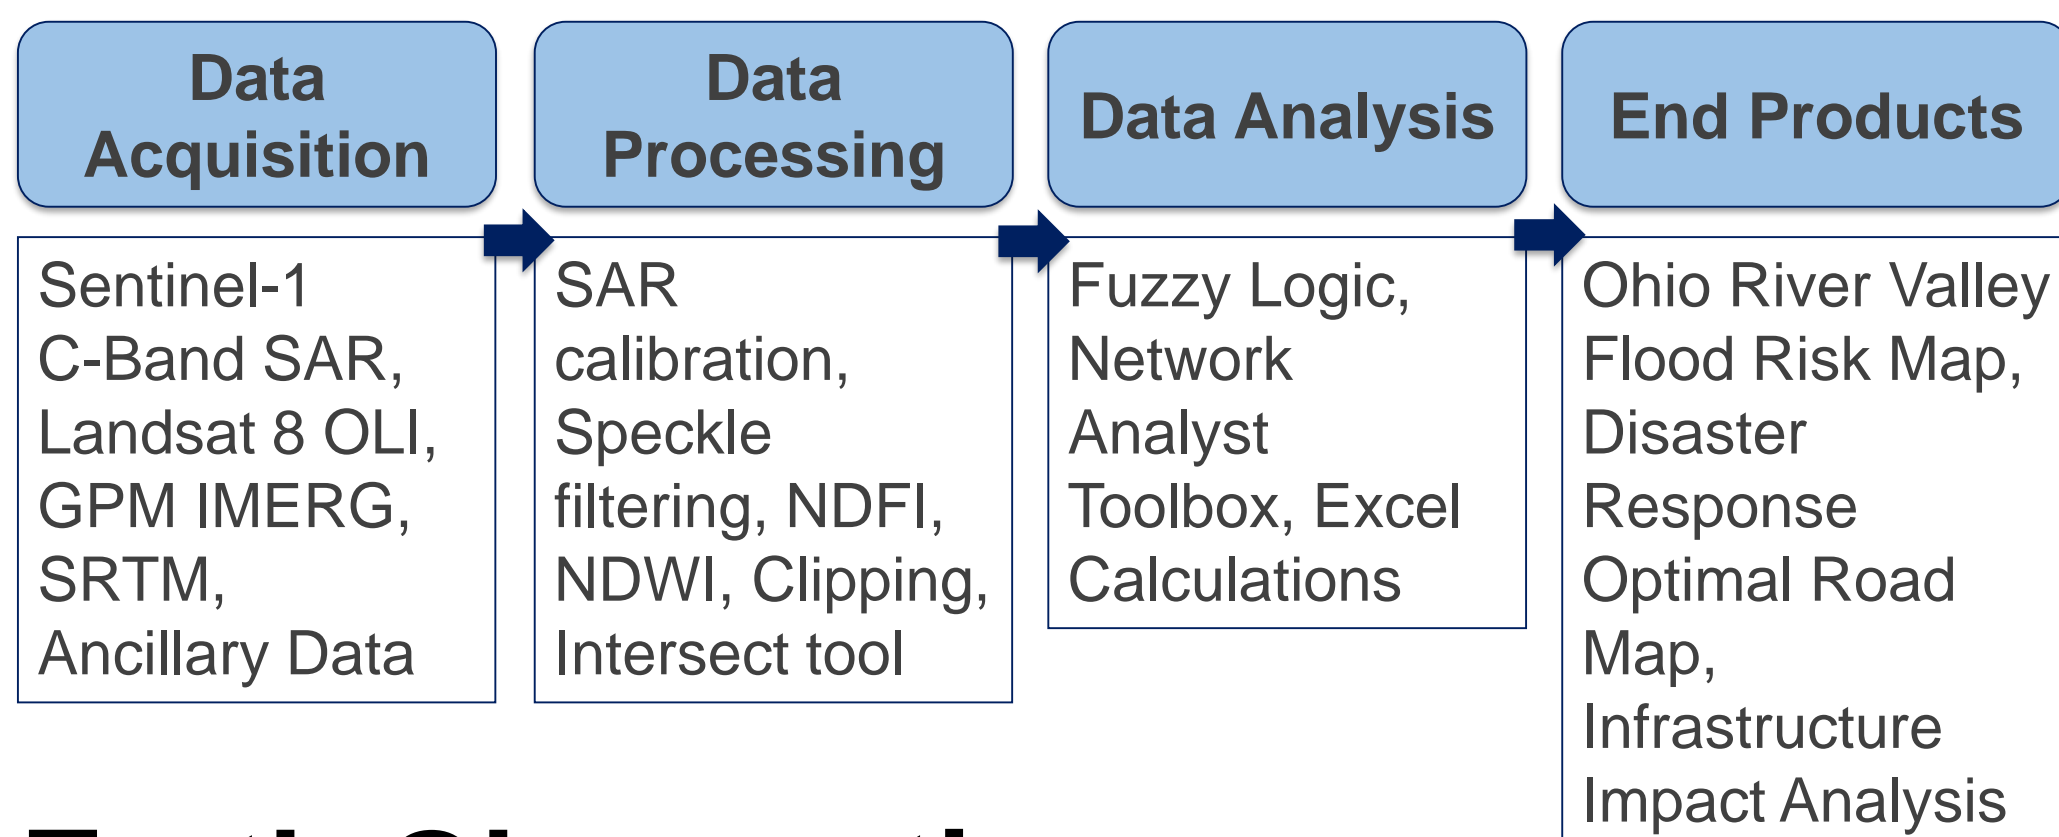 Data
Acquisition
Sentinel-1
C-Band SAR,
Landsat 8 OLI,
GPM IMERG,
SRTM,
Ancillary Data
Data
Processing
SAR
calibration,
Speckle
filtering, NDFI,
NDWI, Clipping,
Intersect tool
Data Analysis
Fuzzy Logic,
Network
Analyst
Toolbox, Excel
Calculations
End Products
Ohio River Valley
Flood Risk Map,
Disaster
Response
Optimal Road
Map,
Infrastructure
Impact Analysis